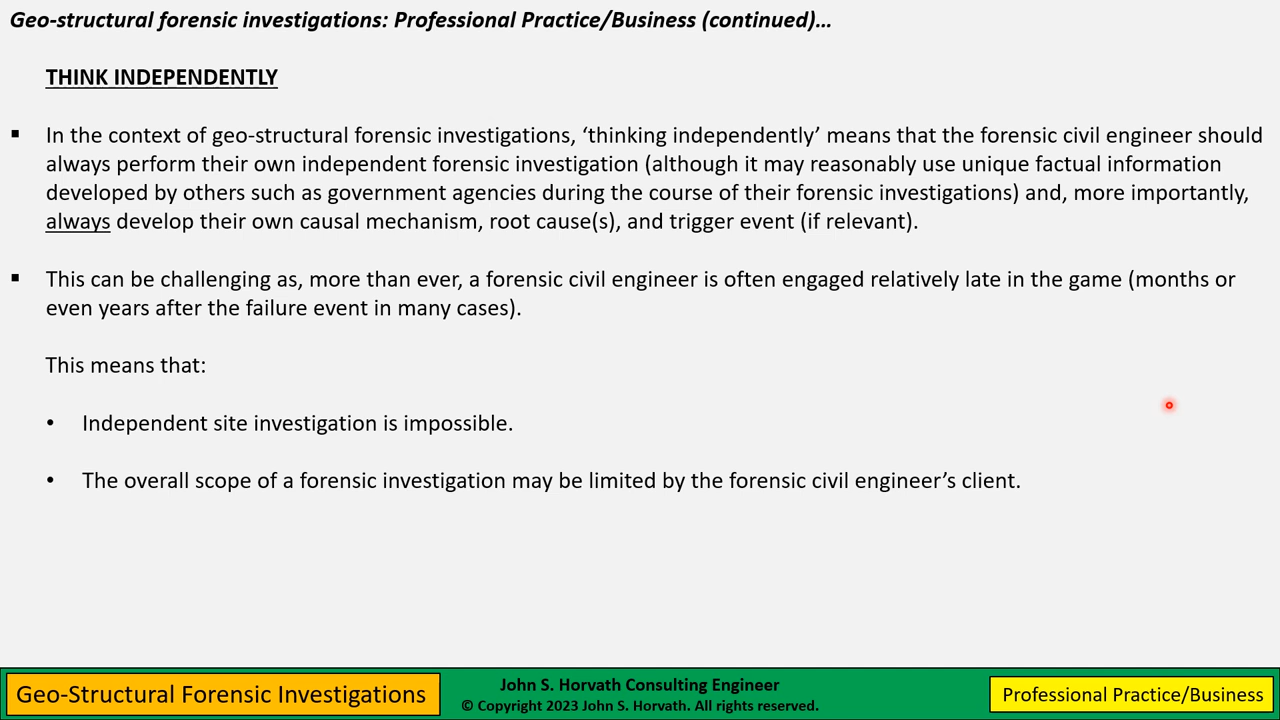 Geo-structural forensic investigations: Professional Practice/Business (continued)…
THINK INDEPENDENTLY
▪ In the context of geo-structural forensic investigations, ‘thinking independently’ means that the forensic civil engineer should
always perform their own independent forensic investigation (although it may reasonably use unique factual information
developed by others such as government agencies during the course of their forensic investigations) and, more importantly,
always develop their own causal mechanism, root cause(s), and trigger event (if relevant).
▪ This can be challenging as, more than ever, a forensic civil engineer is often engaged relatively late in the game (months or
even years after the failure event in many cases).
This means that:
• Independent site investigation is impossible.
• The overall scope of a forensic investigation may be limited by the forensic civil engineer’s client.
Geo-Structural Forensic Investigations
John S. Horvath Consulting Engineer
© Copyright 2023 John S. Horvath. All rights reserved.
Professional Practice/Business